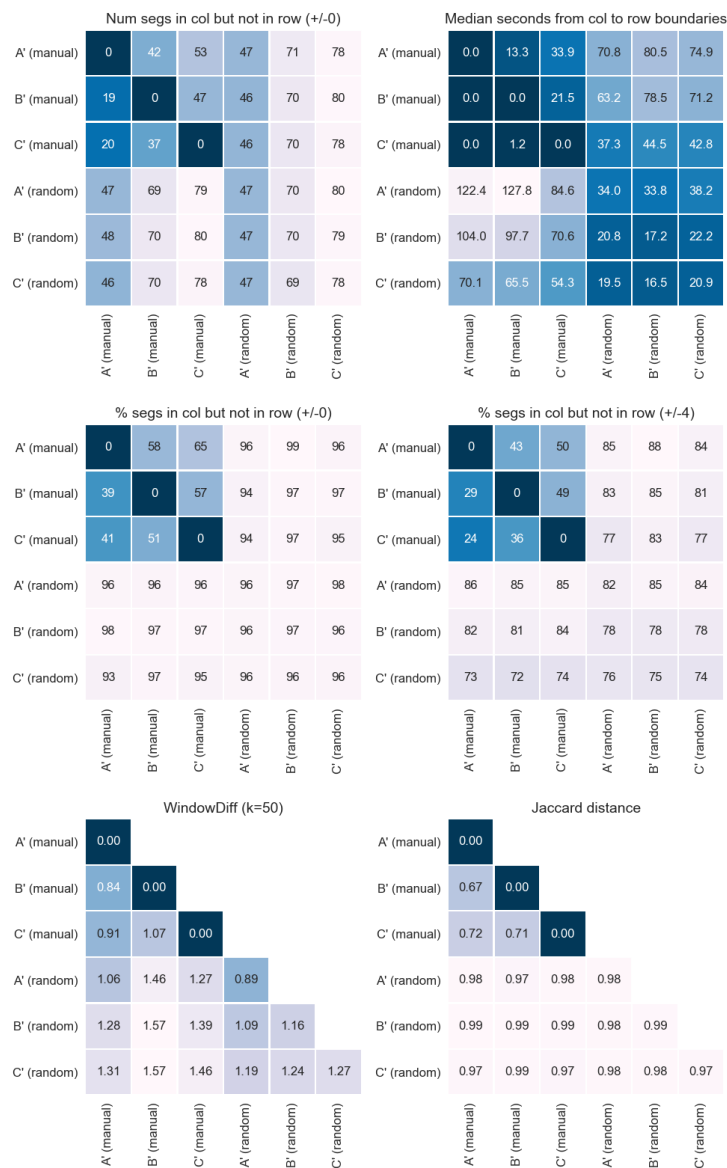 Num segs in col but not in row (+/-0)
A' (manual) 0 42 53 47 71 78
B' (manual) 19 0 47 46 70 80
C' (manual) 20 37 0 46 70 78
A' (random) 47 69 79 47 70 80
B' (random) 48 70 80 47 70 79
C' (random) 46 70 78 47 69 78
A' (manual) B' (manual) C' (manual) A' (random) B' (random) C' (random)
Median seconds from col to row boundaries
A' (manual) 0.0 13.3 33.9 70.8 80.5 74.9
B' (manual) 0.0 0.0 21.5 63.2 78.5 71.2
C' (manual) 0.0 1.2 0.0 37.3 44.5 42.8
A' (random) 122.4 127.8 84.6 34.0 33.8 38.2
B' (random) 104.0 97.7 70.6 20.8 17.2 22.2
C' (random) 70.1 65.5 54.3 19.5 16.5 20.9
A' (manual) B' (manual) C' (manual) A' (random) B' (random) C' (random)
% segs in col but not in row (+/-0)
A' (manual) 0 58 65 96 99 96
B' (manual) 39 0 57 94 97 97
C' (manual) 41 51 0 94 97 95
A' (random) 96 96 96 96 97 98
B' (random) 98 97 97 96 97 96
C' (random) 93 97 95 96 96 96
A' (manual) B' (manual) C' (manual) A' (random) B' (random) C' (random)
% segs in col but not in row (+/-4)
A' (manual) 0 43 50 85 88 84
B' (manual) 29 0 49 83 85 81
C' (manual) 24 36 0 77 83 77
A' (random) 86 85 85 82 85 84
B' (random) 82 81 84 78 78 78
C' (random) 73 72 74 76 75 74
A' (manual) B' (manual) C' (manual) A' (random) B' (random) C' (random)
WindowDiff (k=50)
A' (manual) 0.00
B' (manual) 0.84 0.00
C' (manual) 0.91 1.07 0.00
A' (random) 1.06 1.46 1.27 0.89
B' (random) 1.28 1.57 1.39 1.09 1.16
C' (random) 1.31 1.57 1.46 1.19 1.24 1.27
A' (manual) B' (manual) C' (manual) A' (random) B' (random) C' (random)
Jaccard distance
A' (manual) 0.00
B' (manual) 0.67 0.00
C' (manual) 0.72 0.71 0.00
A' (random) 0.98 0.97 0.98 0.98
B' (random) 0.99 0.99 0.99 0.98 0.99
C' (random) 0.97 0.99 0.97 0.98 0.98 0.97
A' (manual) B' (manual) C' (manual) A' (random) B' (random) C' (random)